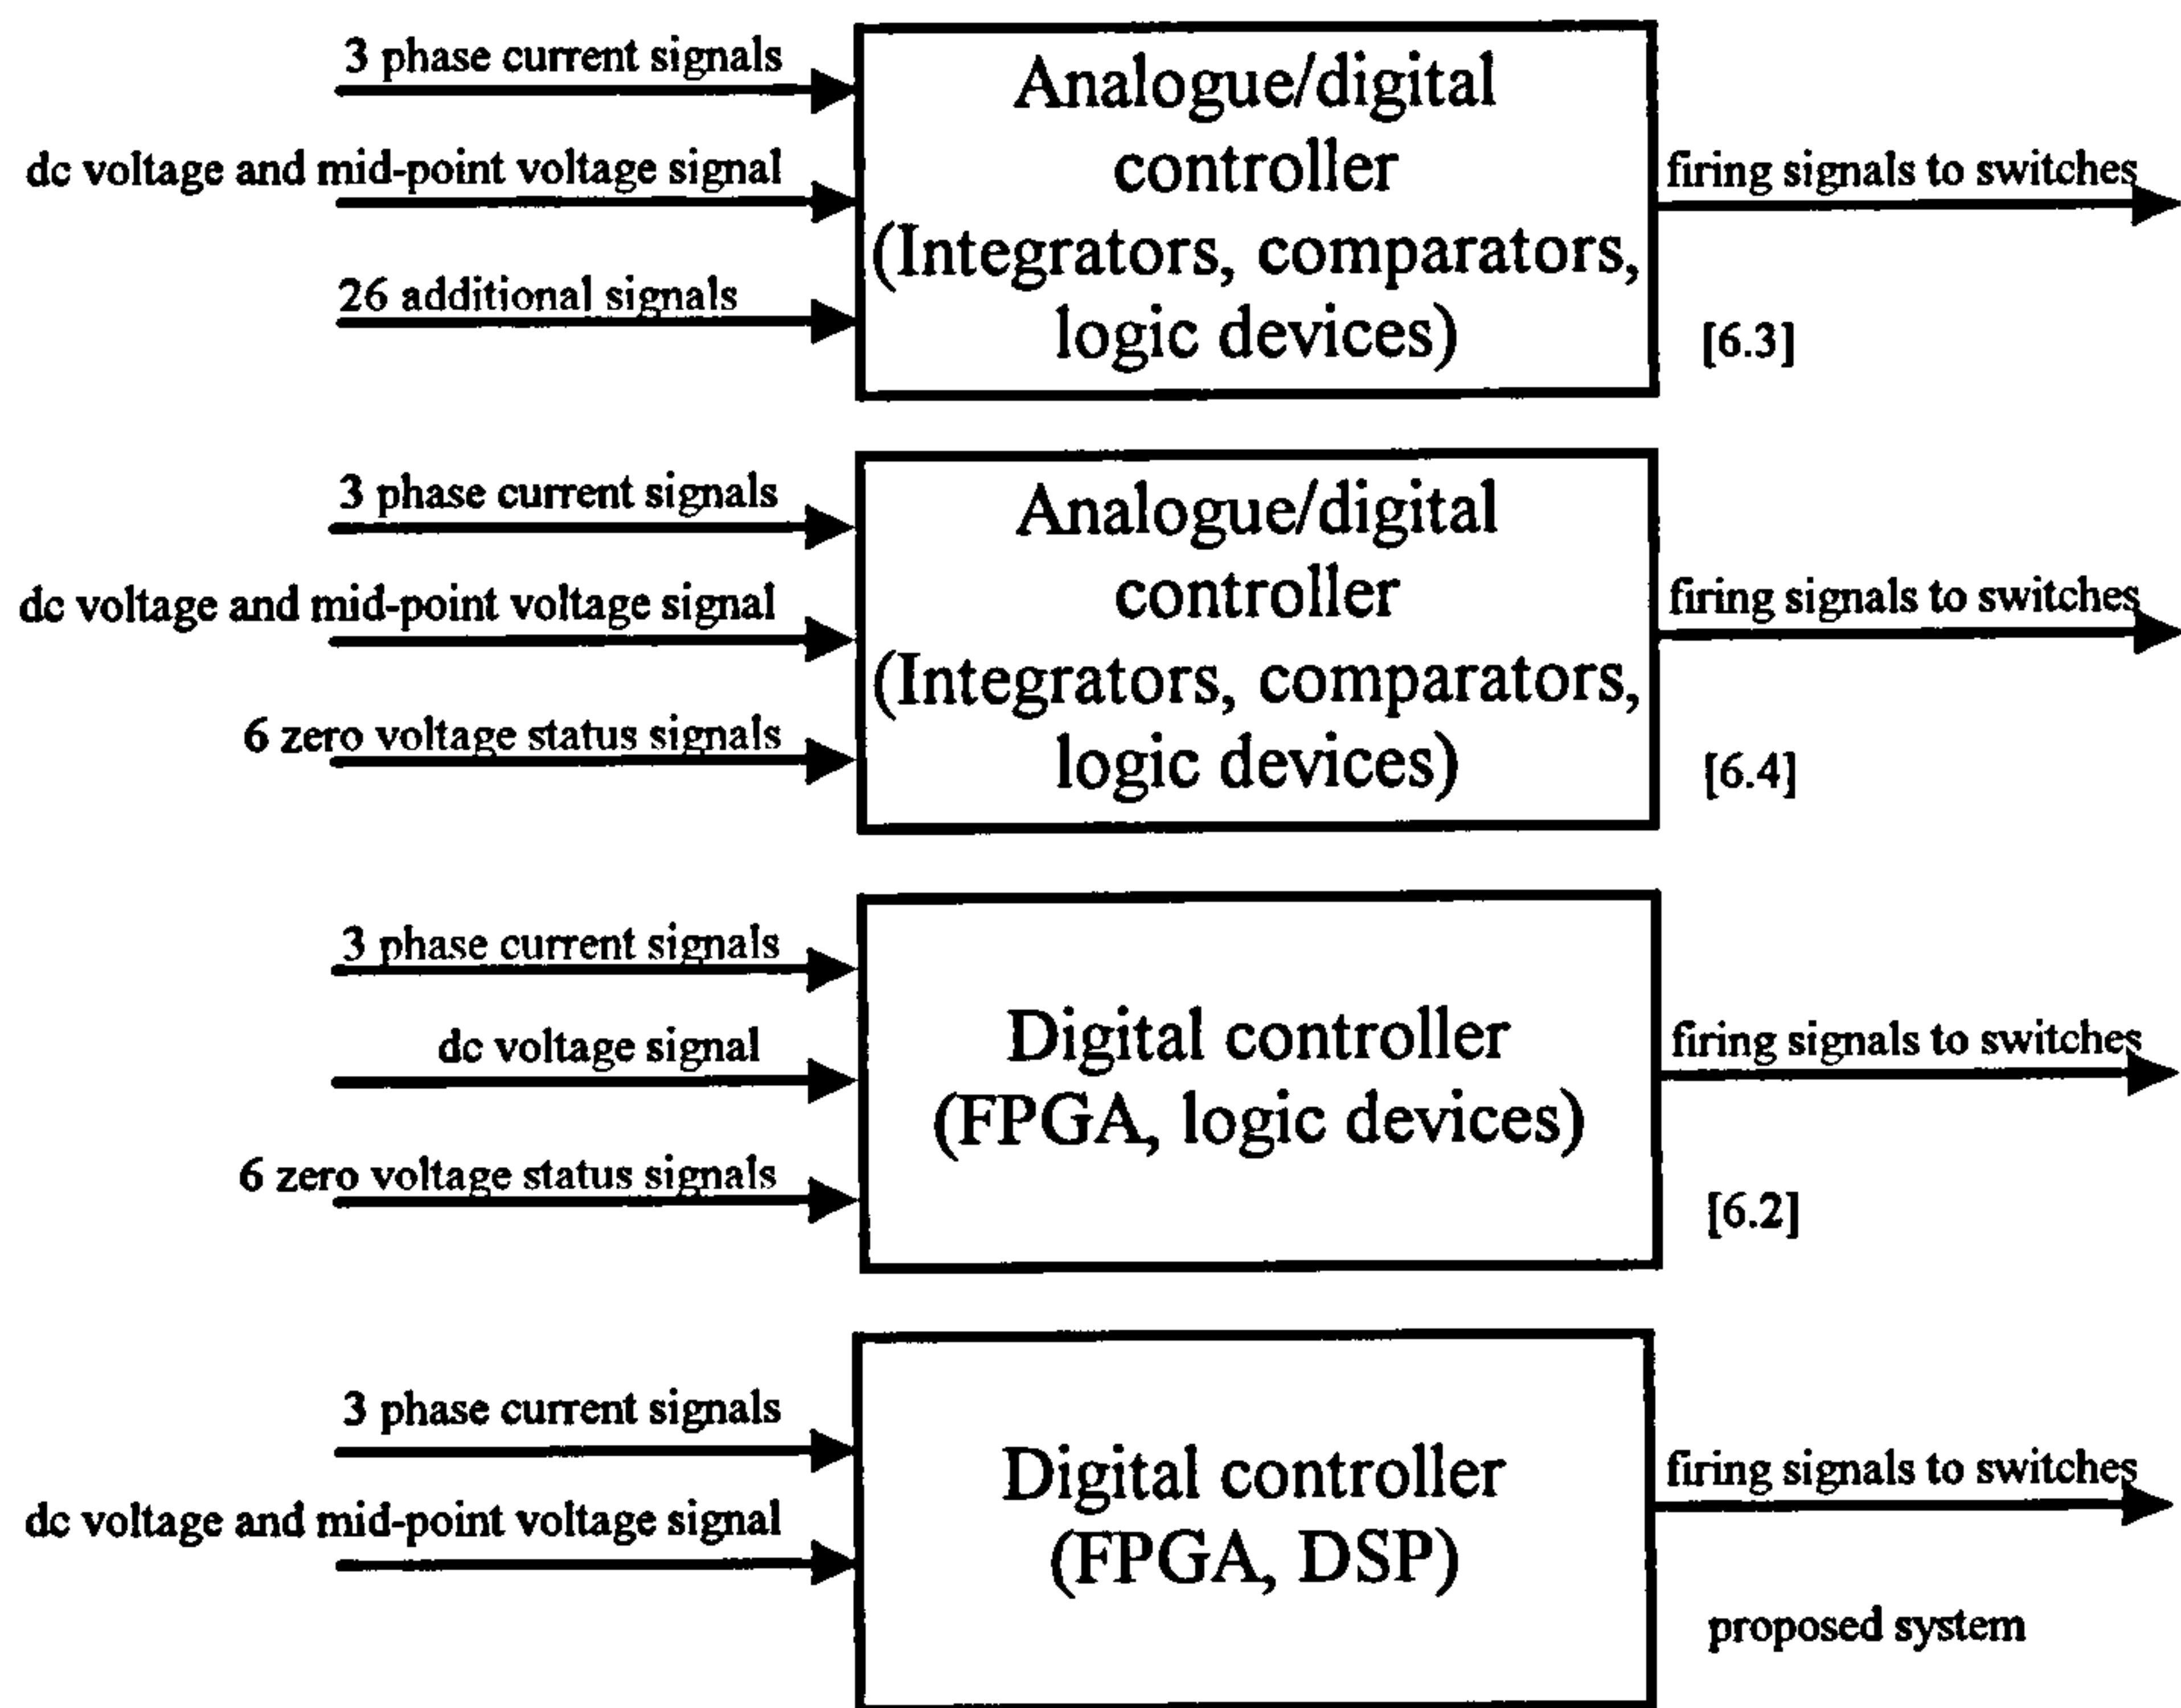 3 phase current signals
dc voltage and mid-point voltage signal
26 additional signals
Analogue/digital
controller
(Integrators, comparators,
logic devices)
firing signals to switches
[6.3]
3 phase current signals
dc voltage and mid-point voltage signal
6 zero voltage status signals
Analogue/digital
controller
(Integrators, comparators,
logic devices)
firing signals to switches
[6.4]
3 phase current signals
dc voltage signal
6 zero voltage status signals
Digital controller
(FPGA, logic devices)
firing signals to switches
[6.2]
3 phase current signals
dc voltage and mid-point voltage signal
Digital controller
(FPGA, DSP)
firing signals to switches
proposed system